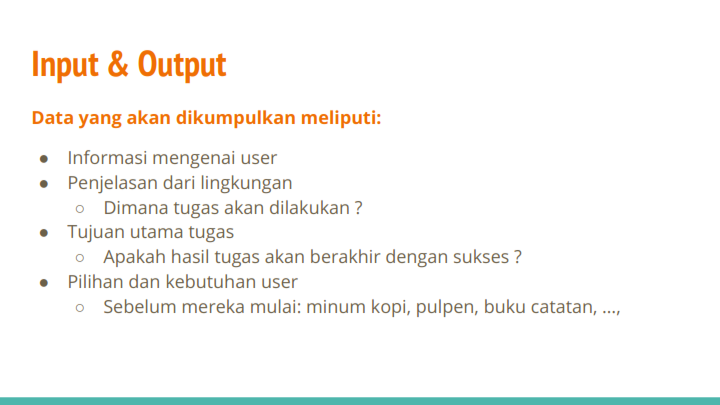 Input & Output
Data yang akan dikumpulkan meliputi:
● Informasi mengenai user
● Penjelasan dari lingkungan
○ Dimana tugas akan dilakukan ?
● Tujuan utama tugas
○ Apakah hasil tugas akan berakhir dengan sukses ?
● Pilihan dan kebutuhan user
○ Sebelum mereka mulai: minum kopi, pulpen, buku catatan, ...,